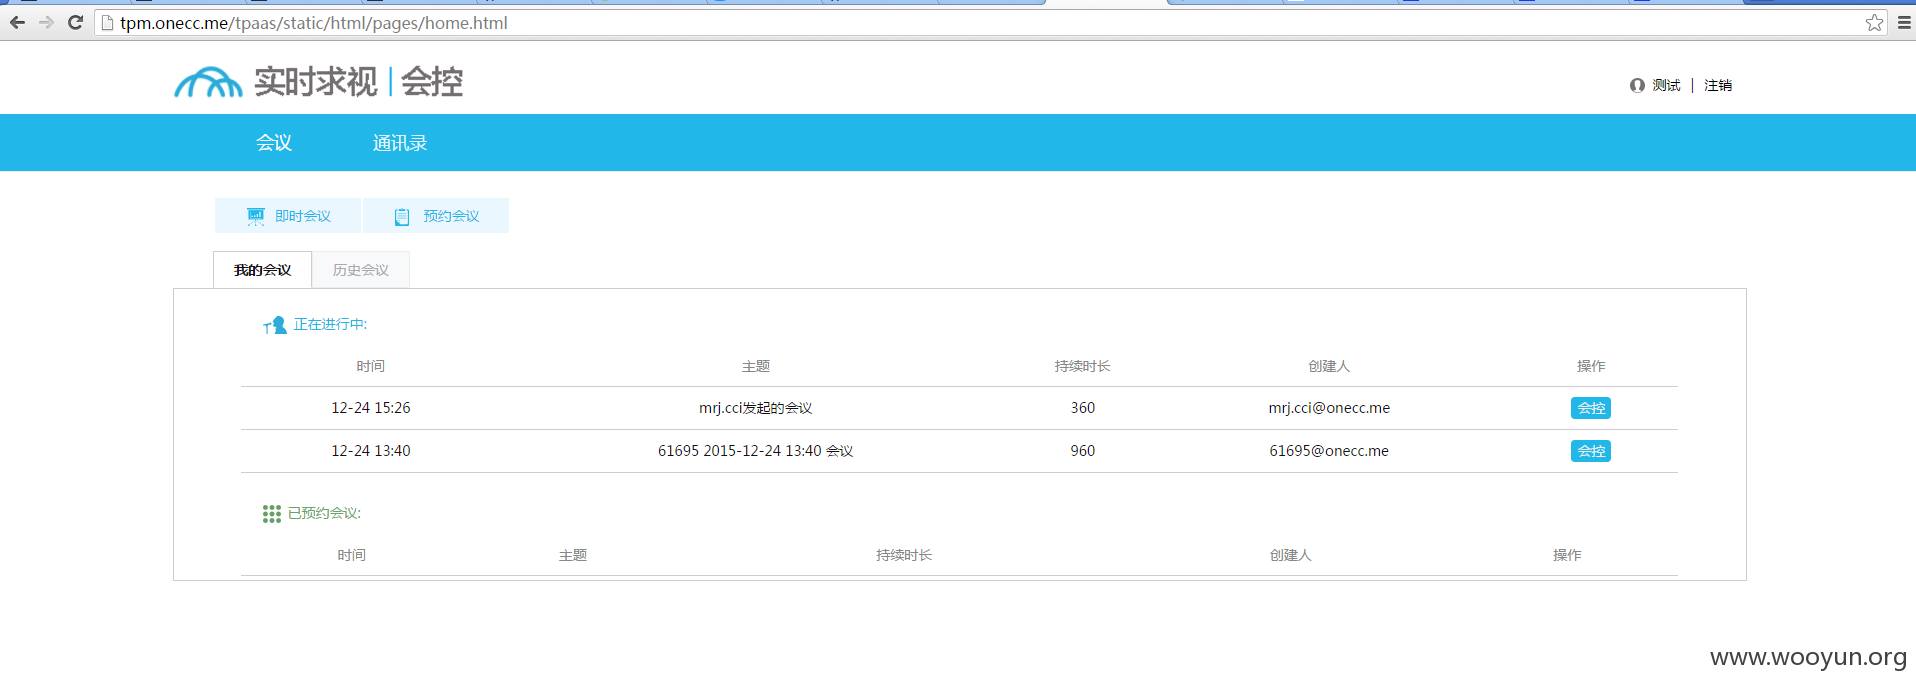 tpm.onecc.me/tpaas/static/html/pages/home.html
实时求视|会控
测试 | 注销
会议 通讯录
即时会议 预约会议
我的会议 历史会议
正在进行中:
时间 主题 持续时长 创建人 操作
12-24 15:26 mrj.cci发起的会议 360 mrj.cci@onecc.me 会控
12-24 13:40 61695 2015-12-24 13:40 会议 960 61695@onecc.me 会控
已预约会议:
时间 主题 持续时长 创建人 操作
www.wooyun.org